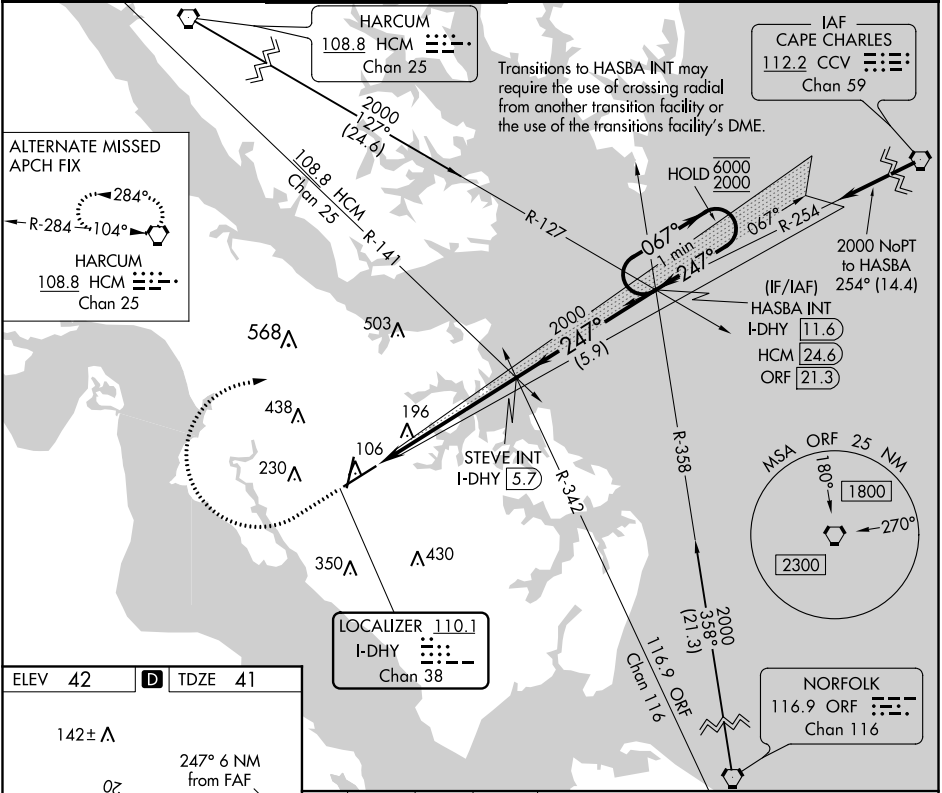 HARCUM
108.8 HCM
Chan 25
IAF
CAPE CHARLES
112.2 CCV
Chan 59
Transitions to HASBA INT may
require the use of crossing radial
from another transition facility or
the use of the transitions facility's DME.
2000
127°
(24.6)
108.8 HCM
Chan 25
R-141
R-127
ALTERNATE MISSED
APCH FIX
284°
R-284
104°
HARCUM
108.8 HCM
Chan 25
HOLD 6000
2000
067°
1 min
247°
067°
R-254
2000 NoPT
to HASBA
254° (14.4)
(IF/IAF)
HASBA INT
I-DHY 11.6
HCM 24.6
ORF 21.3
2000
247°
(5.9)
568
503
438
196
106
230
STEVE INT
I-DHY 5.7
R-342
R-358
MSA ORF 25 NM
180°
1800
270°
2300
350
430
LOCALIZER 110.1
I-DHY
Chan 38
2000
358°
(21.3)
116.9 ORF
Chan 116
NORFOLK
116.9 ORF
Chan 116
ELEV 42
D
TDZE 41
142±
247° 6 NM
from FAF
20